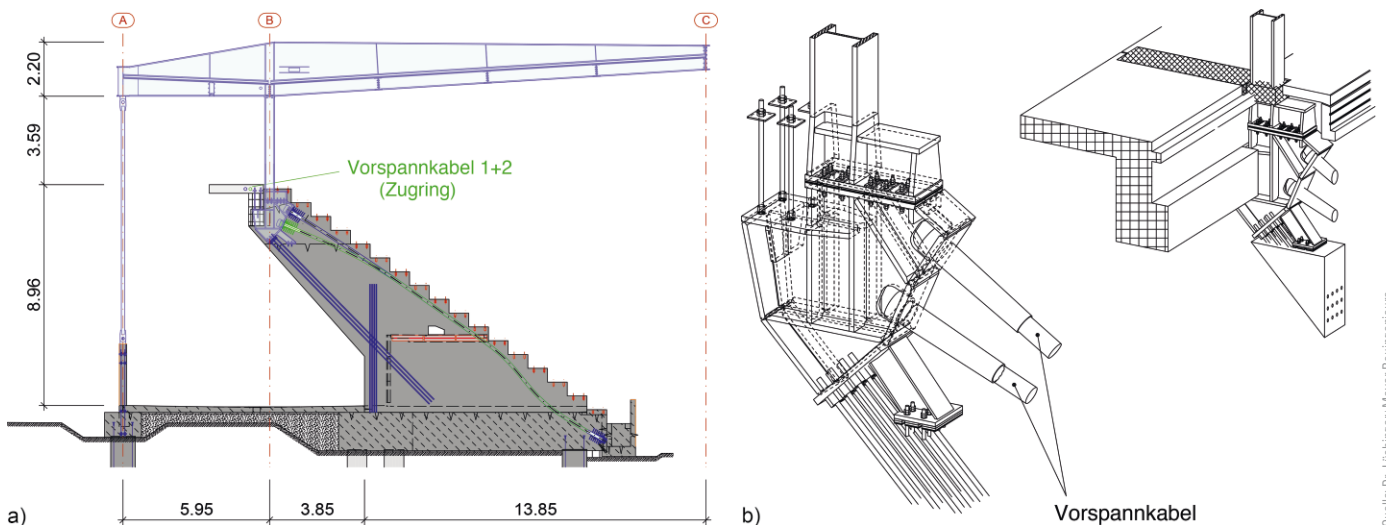 A
B
C
2.20
3.59
8.96
Vorspannkabel 1+2
(Zugring)
5.95
3.85
13.85
a)
b)
Vorspannkabel